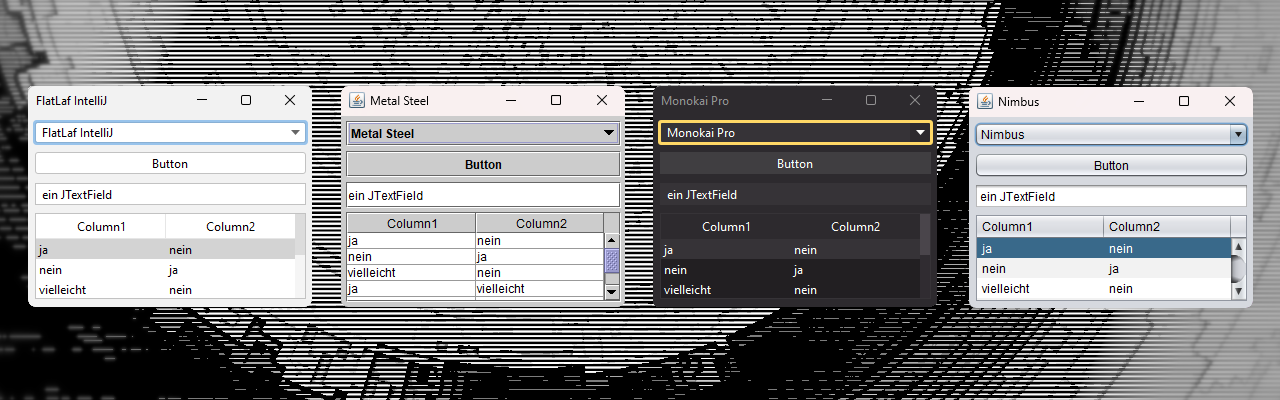 FlatLaf IntelliJ
FlatLaf IntelliJ
Button
ein JTextField
Column1 Column2
ja nein
nein ja
vielleicht nein
Metal Steel
Metal Steel
Button
ein JTextField
Column1 Column2
ja nein
nein ja
vielleicht nein
ja vielleicht
Monokai Pro
Monokai Pro
Button
ein JTextField
Column1 Column2
ja nein
nein ja
vielleicht nein
Nimbus
Nimbus
Button
ein JTextField
Column1 Column2
ja nein
nein ja
vielleicht nein